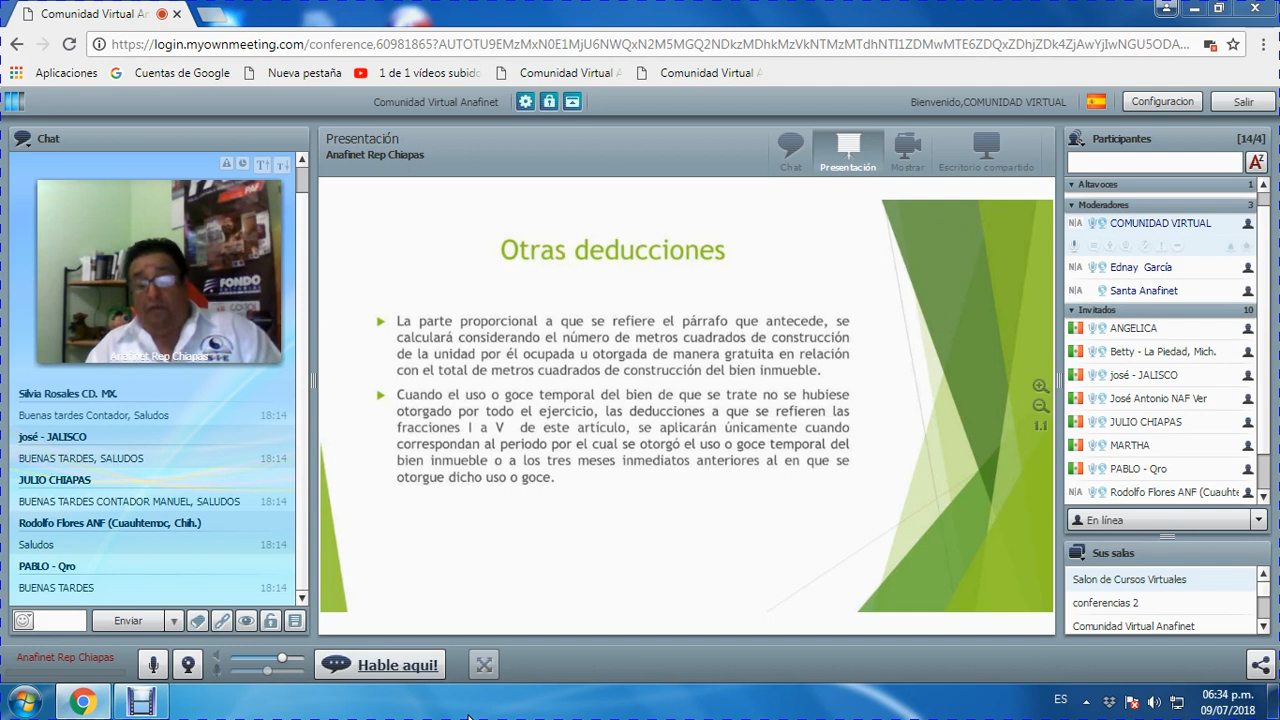 Comunidad Virtual An
https://login.myownmeeting.com/conference,60981865?AUTOTU9EMzMxN0E1MjU6NWQxN2M5MGQ2NDkzMDhkMzVkNTMzMTdhNTI1ZDMwMTE6ZDQxZDhjZDk4ZjAwYjIwNGU5ODA...
Aplicaciones
Cuentas de Google
Nueva pestaña
1 de 1 vídeos subido
Comunidad Virtual A
Comunidad Virtual A
Comunidad Virtual Anafinet
Bienvenido,COMUNIDAD VIRTUAL
Configuracion
Salir
Chat
Anafinet Rep Chiapas
Silvia Rosales CD. MX.
Buenas tardes Contador, Saludos 18:14
josé - JALISCO
BUENAS TARDES, SALUDOS 18:14
JULIO CHIAPAS
BUENAS TARDES CONTADOR MANUEL, SALUDOS 18:14
Rodolfo Flores ANF (Cuauhtemoc, Chih.)
Saludos 18:14
PABLO - Qro
BUENAS TARDES 18:14
Enviar
Presentación
Anafinet Rep Chiapas
Chat
Presentación
Mostrar
Escritorio compartido
Otras deducciones
La parte proporcional a que se refiere el párrafo que antecede, se
calculará considerando el número de metros cuadrados de construcción
de la unidad por él ocupada u otorgada de manera gratuita en relación
con el total de metros cuadrados de construcción del bien inmueble.
Cuando el uso o goce temporal del bien de que se trate no se hubiese
otorgado por todo el ejercicio, las deducciones a que se refieren las
fracciones I a V de este artículo, se aplicarán únicamente cuando
correspondan al periodo por el cual se otorgó el uso o goce temporal del
bien inmueble o a los tres meses inmediatos anteriores al en que se
otorgue dicho uso o goce.
1.1
Participantes [14/4]
Altavoces 1
Moderadores 3
N|A COMUNIDAD VIRTUAL
N|A Ednay García
N|A Santa Anafinet
Invitados 10
ANGELICA
Betty - La Piedad, Mich.
josé - JALISCO
José Antonio NAF Ver
JULIO CHIAPAS
MARTHA
PABLO - Qro
N|A Rodolfo Flores ANF (Cuauhte
En línea
Sus salas
Salon de Cursos Virtuales
conferencias 2
Comunidad Virtual Anafinet
Anafinet Rep Chiapas
Hable aqui!
ES
06:34 p.m.
09/07/2018